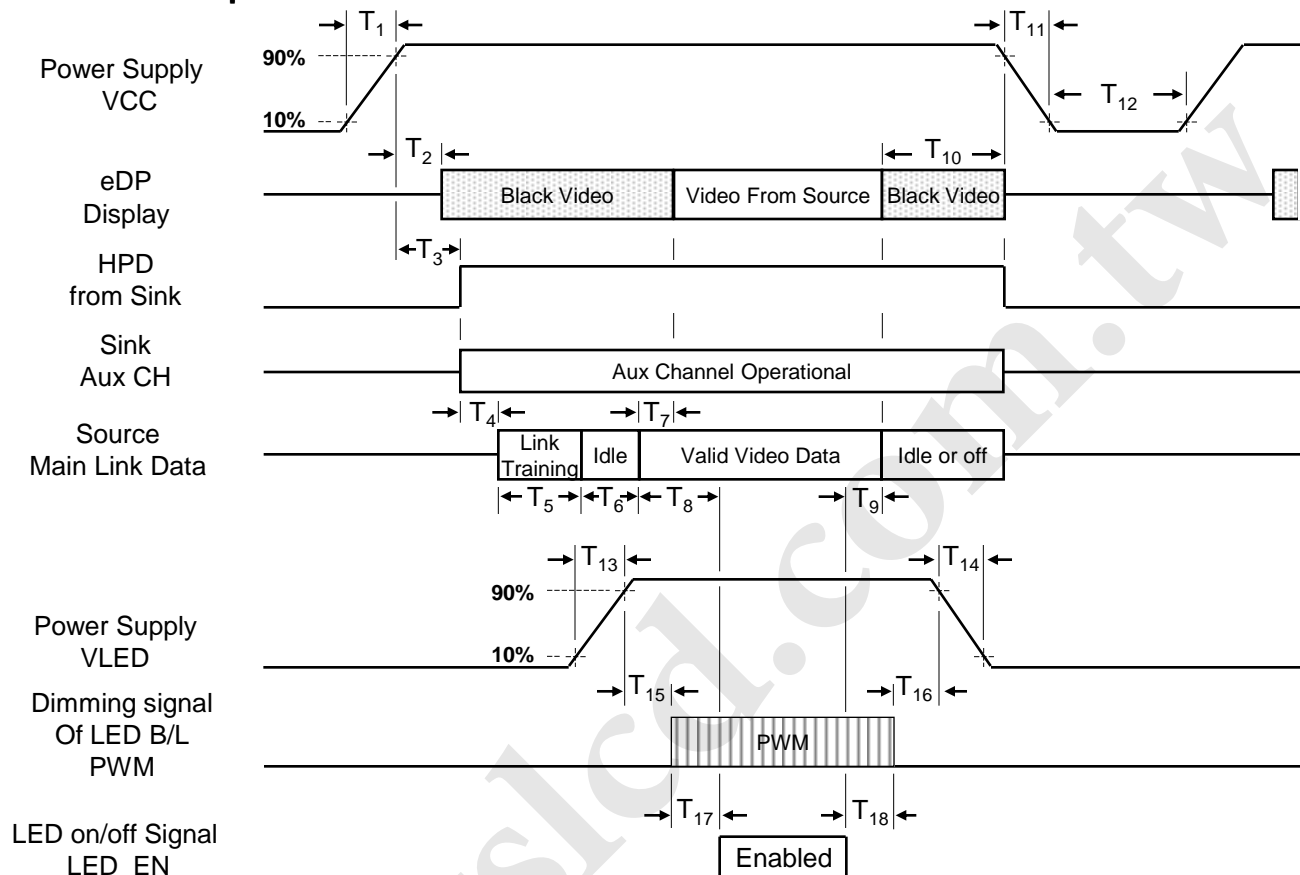 T1
T11
90%
Power Supply
VCC
T12
10%
T2
T10
eDP
Display
Black Video
Video From Source
Black Video
T3
HPD
from Sink
Sink
Aux CH
Aux Channel Operational
T4
T7
Source
Main Link Data
Link
Training
Idle
Valid Video Data
Idle or off
T5
T6
T8
T9
T13
T14
90%
Power Supply
VLED
10%
T15
T16
Dimming signal
Of LED B/L
PWM
PWM
T17
T18
LED on/off Signal
LED_EN
Enabled
slcd.com.tw